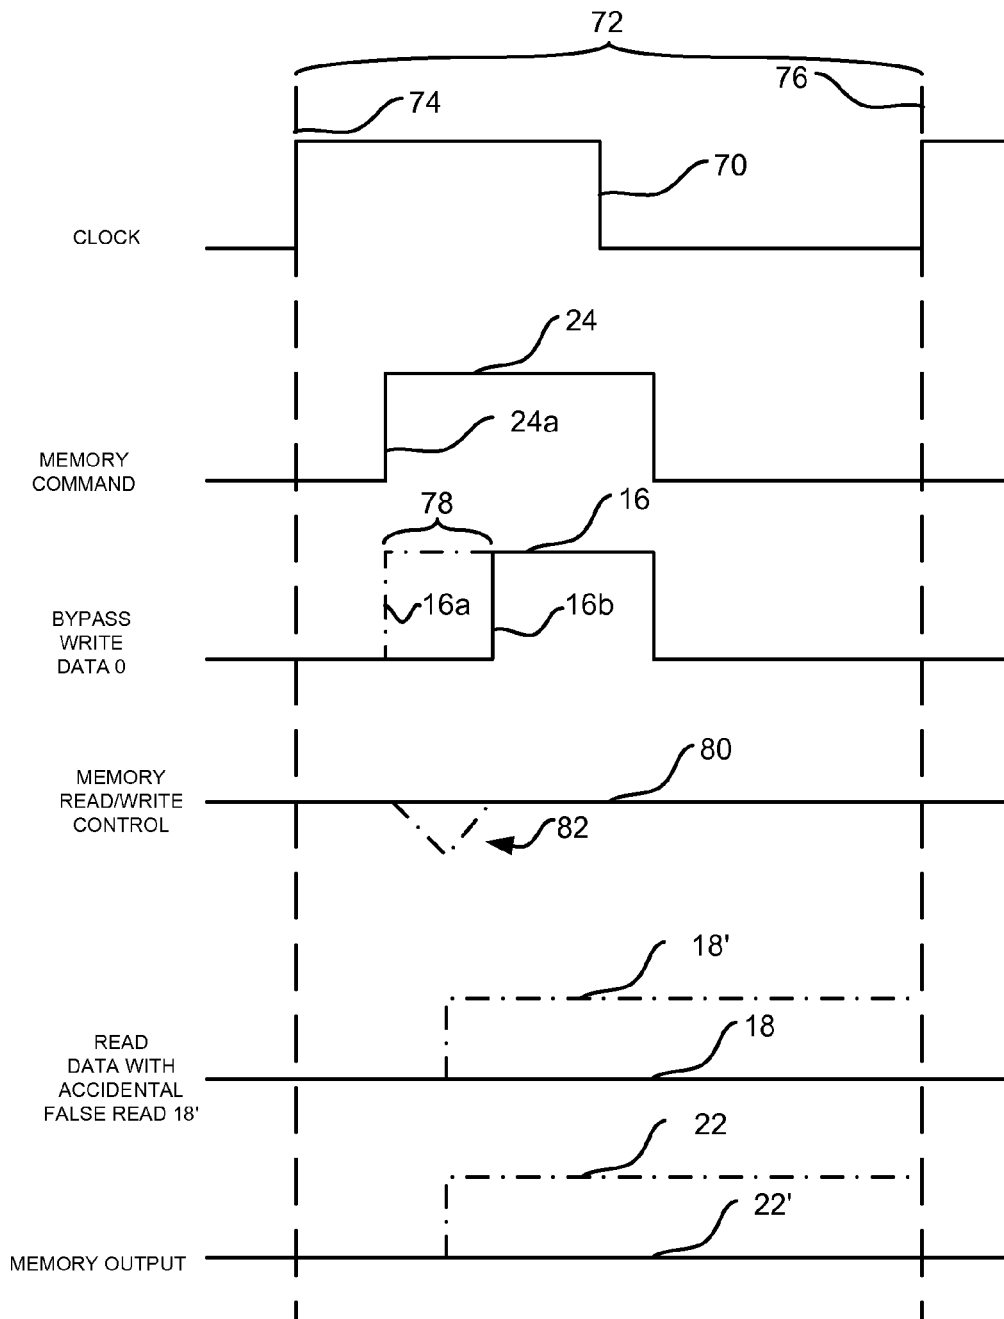 72
76
74
70
CLOCK
24
24a
MEMORY
COMMAND
78
16
16a
16b
BYPASS
WRITE
DATA 0
80
MEMORY
READ/WRITE
CONTROL
82
18'
18
READ
DATA WITH
ACCIDENTAL
FALSE READ 18'
22
22'
MEMORY OUTPUT